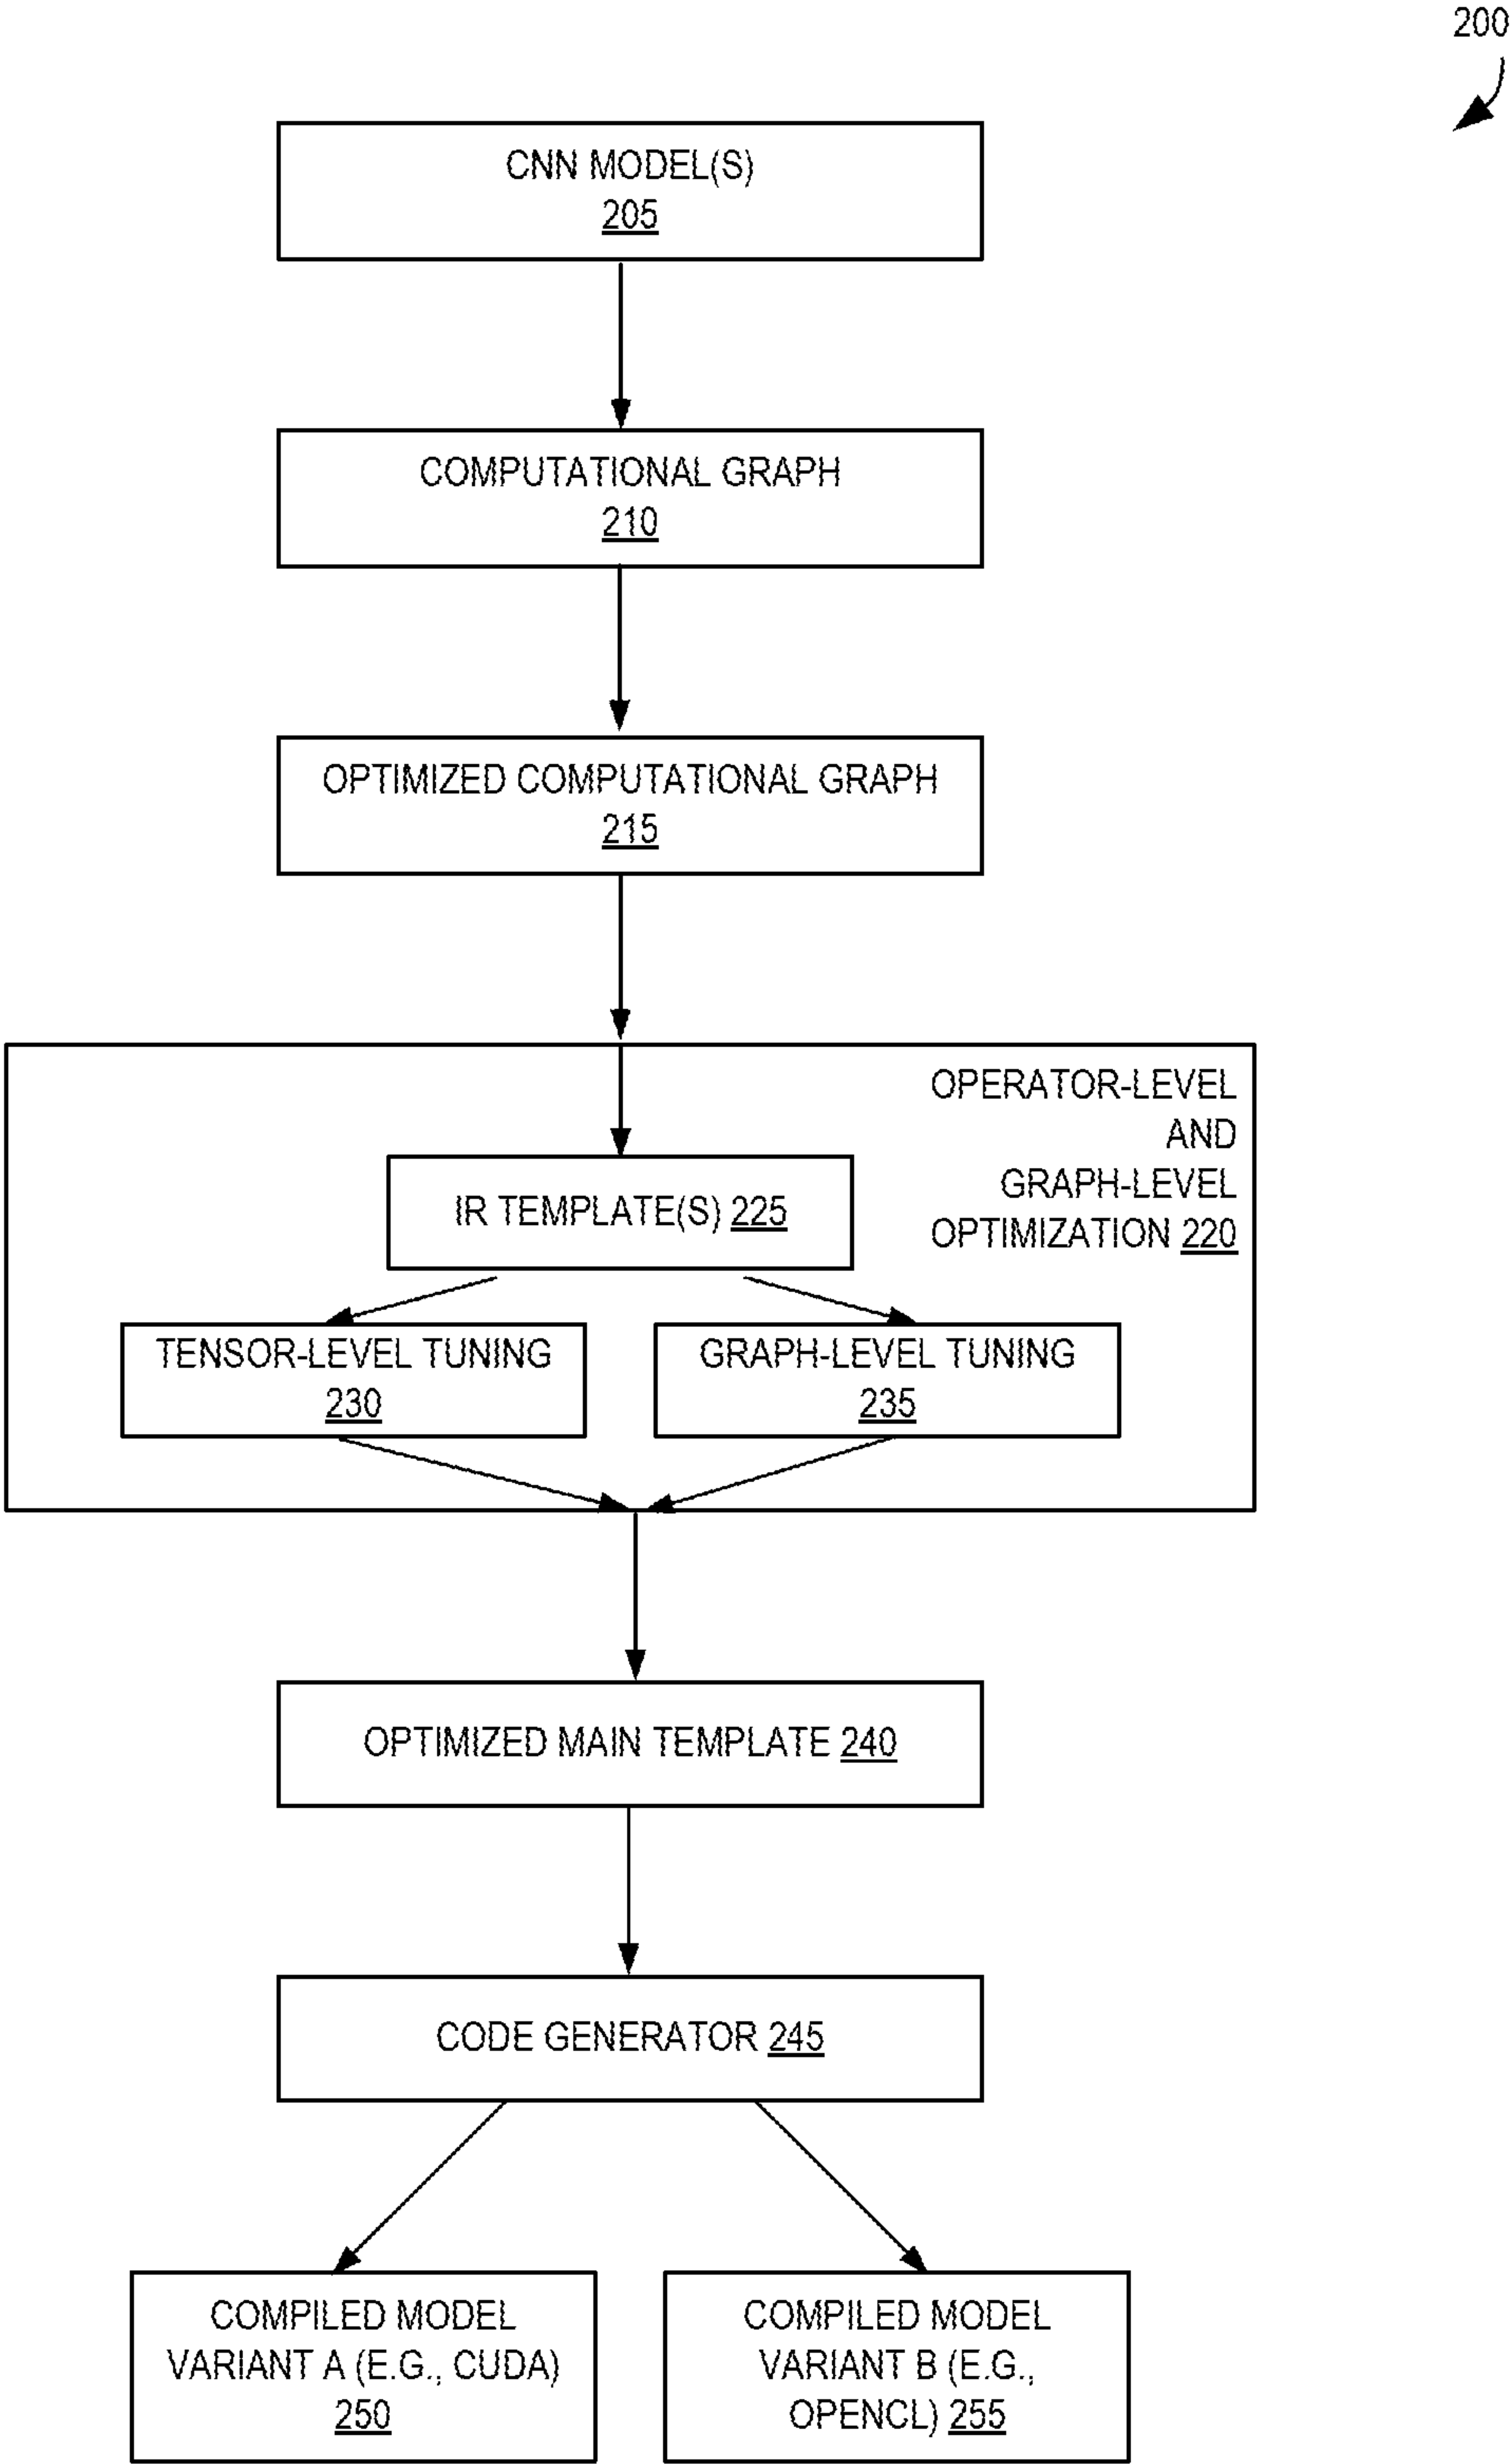 200
CNN MODEL(S)
205
COMPUTATIONAL GRAPH
210
OPTIMIZED COMPUTATIONAL GRAPH
215
OPERATOR-LEVEL
AND
GRAPH-LEVEL
OPTIMIZATION 220
IR TEMPLATE(S) 225
TENSOR-LEVEL TUNING
230
GRAPH-LEVEL TUNING
235
OPTIMIZED MAIN TEMPLATE 240
CODE GENERATOR 245
COMPILED MODEL
VARIANT A (E.G., CUDA)
250
COMPILED MODEL
VARIANT B (E.G.,
OPENCL) 255